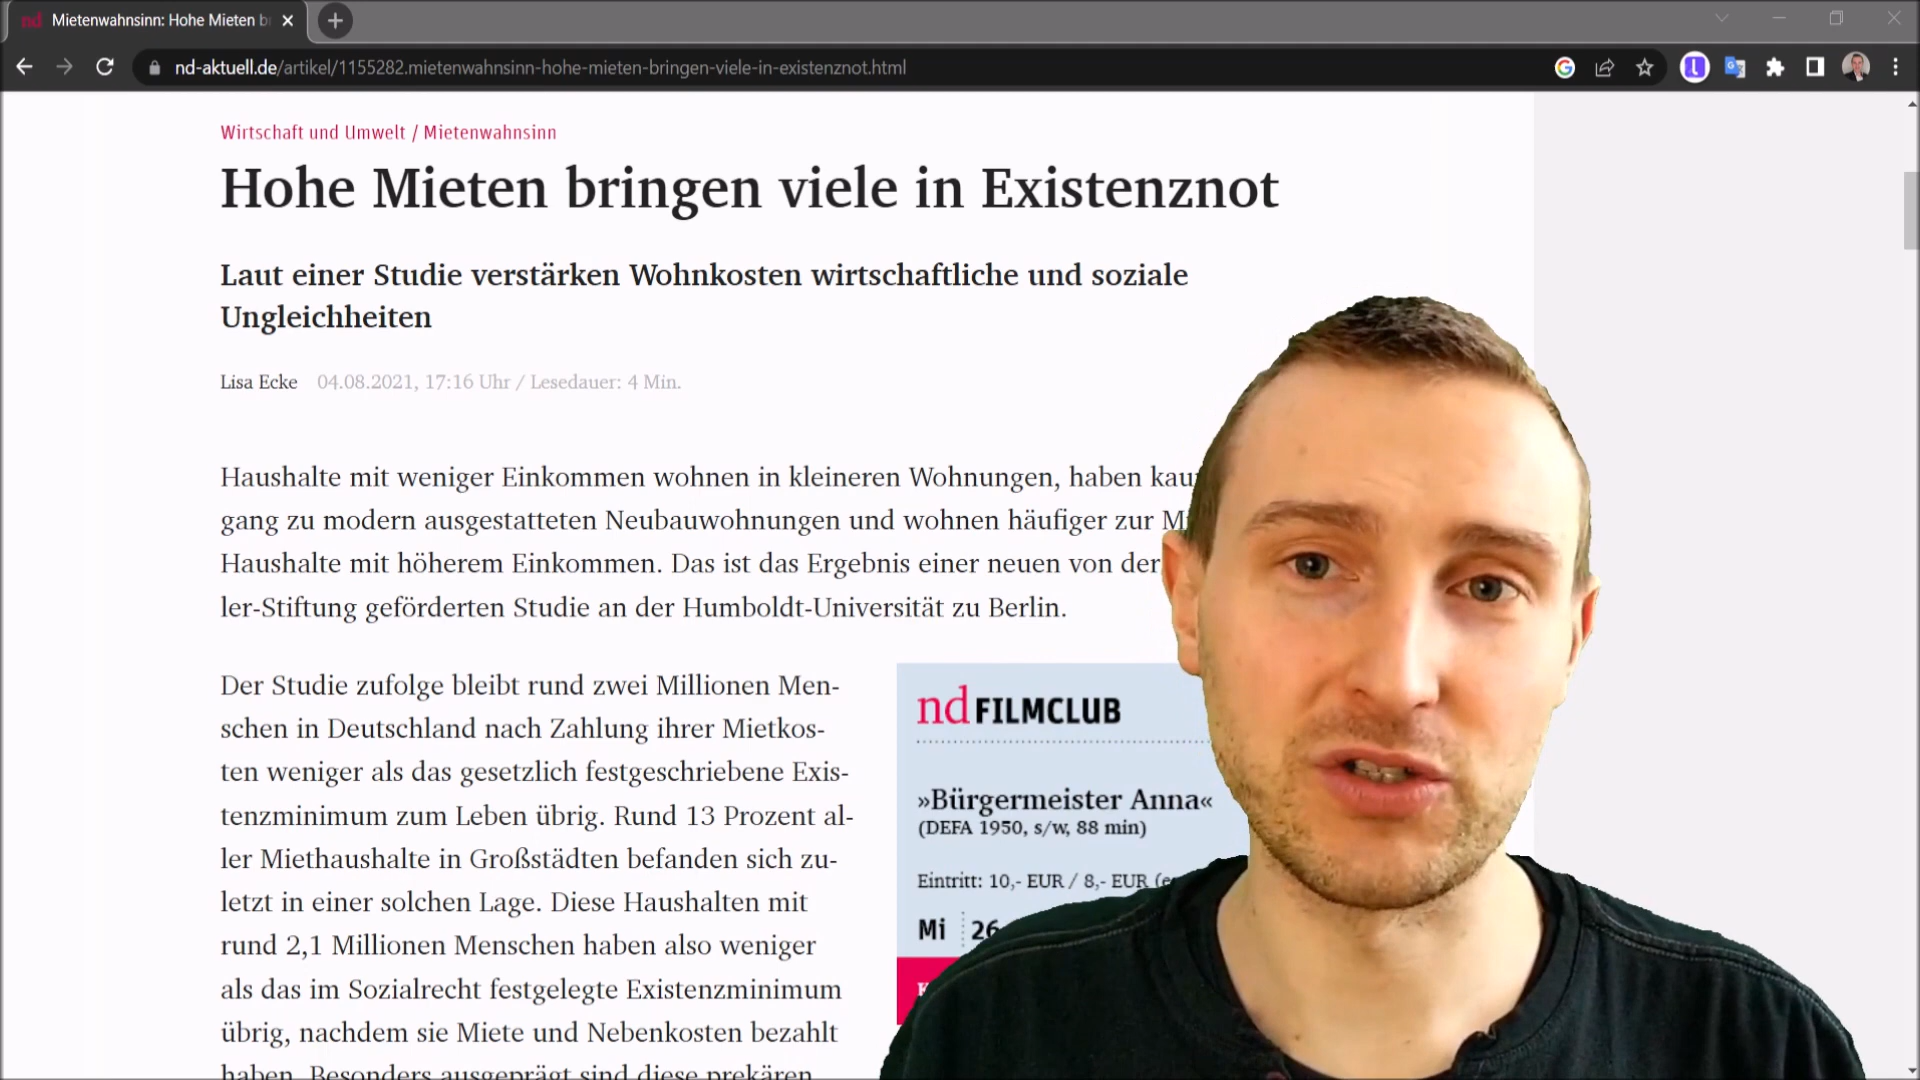 nd Mietenwahnsinn: Hohe Mieten b
nd-aktuell.de/artikel/1155282.mietenwahnsinn-hohe-mieten-bringen-viele-in-existenznot.html
Wirtschaft und Umwelt / Mietenwahnsinn
Hohe Mieten bringen viele in Existenznot
Laut einer Studie verstärken Wohnkosten wirtschaftliche und soziale
Ungleichheiten
Lisa Ecke 04.08.2021, 17:16 Uhr / Lesedauer: 4 Min.
Haushalte mit weniger Einkommen wohnen in kleineren Wohnungen, haben kau
gang zu modern ausgestatteten Neubauwohnungen und wohnen häufiger zur M
Haushalte mit höherem Einkommen. Das ist das Ergebnis einer neuen von der
ler-Stiftung geförderten Studie an der Humboldt-Universität zu Berlin.
Der Studie zufolge bleibt rund zwei Millionen Men-
schen in Deutschland nach Zahlung ihrer Mietkos-
ten weniger als das gesetzlich festgeschriebene Exis-
tenzminimum zum Leben übrig. Rund 13 Prozent al-
ler Miethaushalte in Großstädten befanden sich zu-
letzt in einer solchen Lage. Diese Haushalten mit
rund 2,1 Millionen Menschen haben also weniger
als das im Sozialrecht festgelegte Existenzminimum
übrig, nachdem sie Miete und Nebenkosten bezahlt
haben. Besonders ausgeprägt sind diese prekären
nd FILMCLUB
»Bürgermeister Anna«
(DEFA 1950, s/w, 88 min)
Eintritt: 10,- EUR / 8,- EUR (e
Mi 26